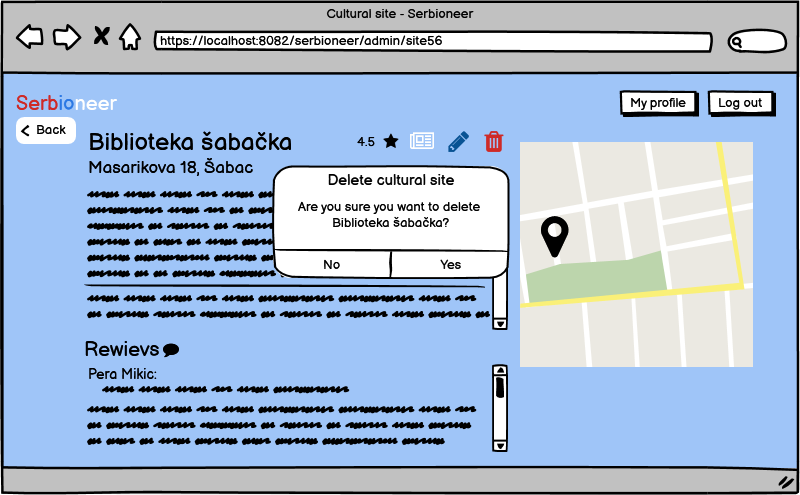 Cultural site - Serbioneer
https://localhost:8082/serbioneer/admin/site56
Serbioneer
My profile
Log out
Back
Biblioteka šabačka
4.5
Masarikova 18, Šabac
Delete cultural site
Are you sure you want to delete
Biblioteka šabačka?
No
Yes
Rewievs
Pera Mikic: